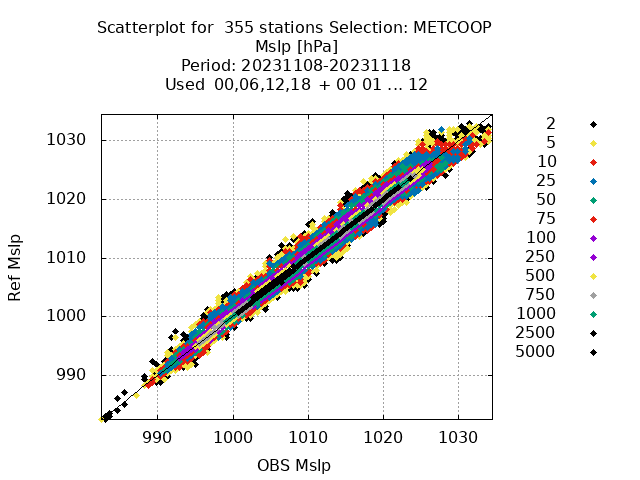 Scatterplot for  355 stations Selection: METCOOP
Mslp [hPa]
Period: 20231108-20231118
Used  00,06,12,18  + 00 01 ... 12
1030
1020
1010
1000
990
Ref Mslp
990 1000 1010 1020 1030
OBS Mslp
2
5
10
25
50
75
100
250
500
750
1000
2500
5000